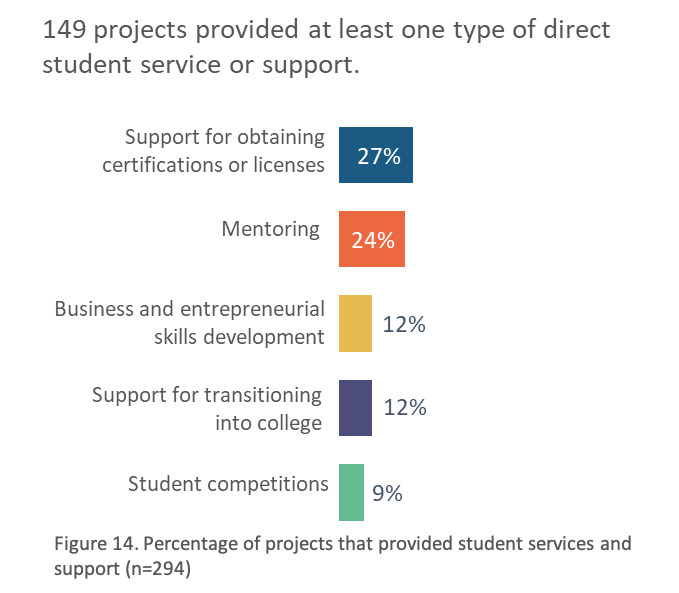 149 projects provided at least one type of direct
student service or support.
Support for obtaining
certifications or licenses
27%
Mentoring
24%
Business and entrepreneurial
skills development
12%
Support for transitioning
into college
12%
Student competitions
9%
Figure 14. Percentage of projects that provided student services and
support (n=294)